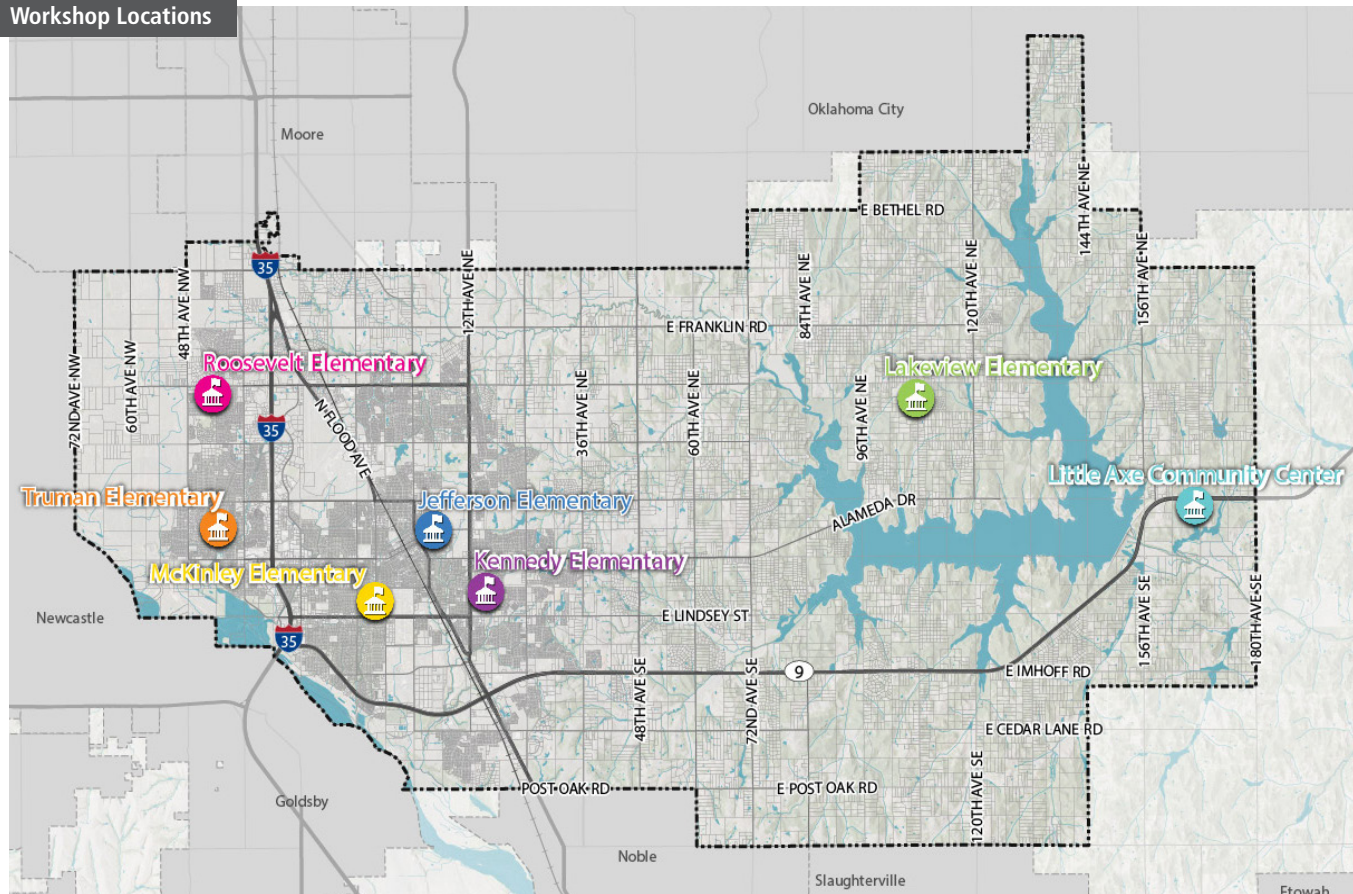 Workshop Locations
Oklahoma City
Moore
E BETHEL RD
144TH AVE NE
35
12TH AVE NE
84TH AVE NE
120TH AVE NE
156TH AVE NE
48TH AVE NW
E FRANKLIN RD
Roosevelt Elementary
Lakeview Elementary
72ND AVE NW
60TH AVE NW
36TH AVE NE
60TH AVE NE
96TH AVE NE
35
N FLOOD AVE
Little Axe Community Center
Truman Elementary
Jefferson Elementary
ALAMEDA DR
Kennedy Elementary
McKinley Elementary
Newcastle
E LINDSEY ST
156TH AVE SE
180TH AVE SE
35
9
E IMHOFF RD
48TH AVE SE
72ND AVE SE
E CEDAR LANE RD
120TH AVE SE
POST OAK RD
E POST OAK RD
Goldsby
Noble
Slaughterville
Etowah